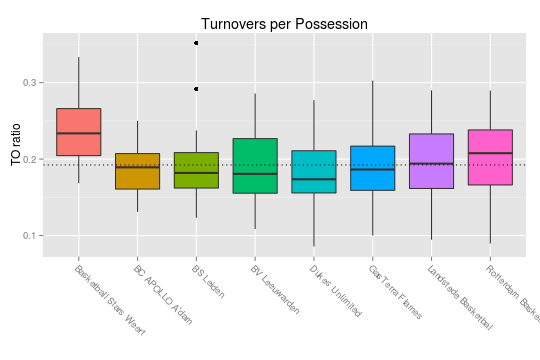 Turnovers per Possession
TO ratio
0.3
0.2
0.1
Basketball Stars Weert
BC APOLLO A'dam
BS Leiden
BV Leeuwarden
Dukes Unlimited
GasTerra Flames
Landstede Basketbal
Rotterdam Baske